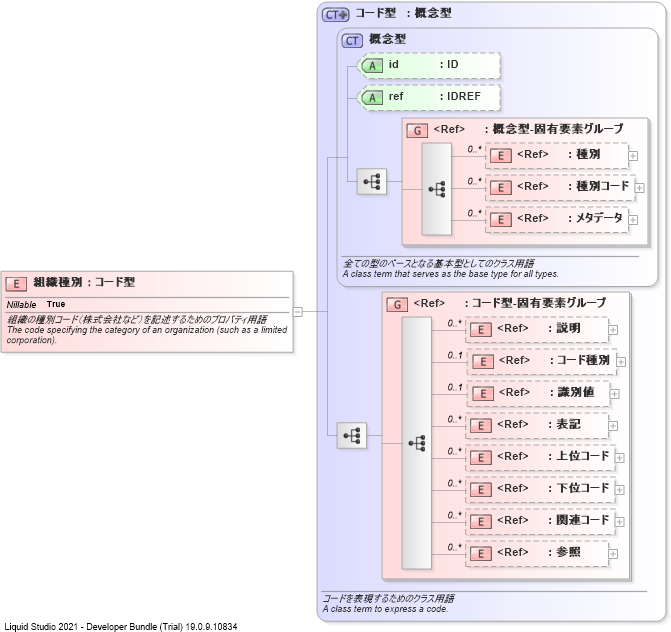 CT コード型 : 概念型
CT 概念型
A id : ID
A ref : IDREF
G <Ref> : 概念型-固有要素グループ
0..* E <Ref> : 種別
0..* E <Ref> : 種別コード
0..* E <Ref> : メタデータ
全ての型のベースとなる基本型としてのクラス用語
A class term that serves as the base type for all types.
E 組織種別 : コード型
Nillable True
組織の種別コード(株式会社など)を記述するためのプロパティ用語
The code specifying the category of an organization (such as a limited
corporation).
G <Ref> : コード型-固有要素グループ
0..* E <Ref> : 説明
0..1 E <Ref> : コード種別
0..1 E <Ref> : 識別値
0..* E <Ref> : 表記
0..* E <Ref> : 上位コード
0..* E <Ref> : 下位コード
0..* E <Ref> : 関連コード
0..* E <Ref> : 参照
コードを表現するためのクラス用語
A class term to express a code.
Liquid Studio 2021 - Developer Bundle (Trial) 19.0.9.10834